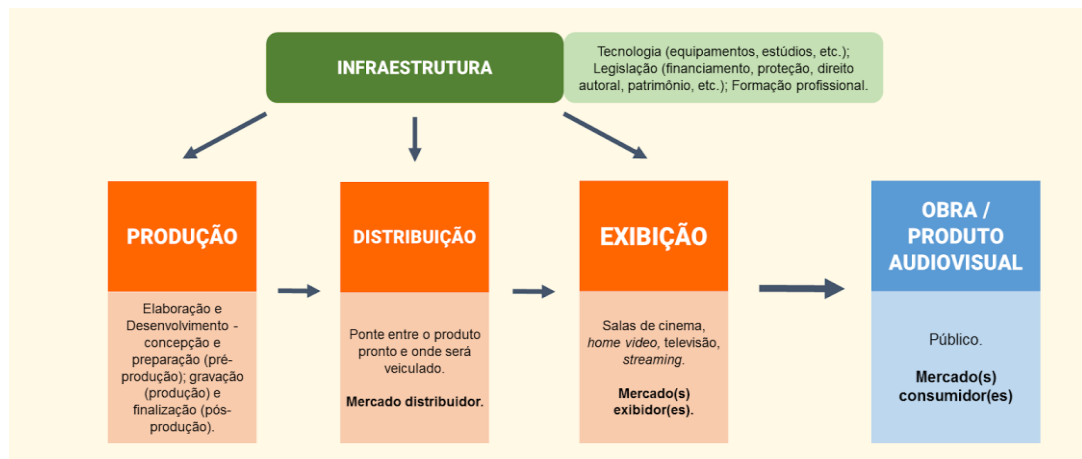 INFRAESTRUTURA
Tecnologia (equipamentos, estúdios, etc.);
Legislação (financiamento, proteção, direito
autoral, patrimônio, etc.); Formação profissional.
PRODUÇÃO
Elaboração e
Desenvolvimento -
concepção e
preparação (pré-
produção); gravação
(produção) e
finalização (pós-
produção).
DISTRIBUIÇÃO
Ponte entre o produto
pronto e onde será
veiculado.
Mercado distribuidor.
EXIBIÇÃO
Salas de cinema,
home video, televisão,
streaming.
Mercado(s)
exibidor(es).
OBRA /
PRODUTO
AUDIOVISUAL
Público.
Mercado(s)
consumidor(es)